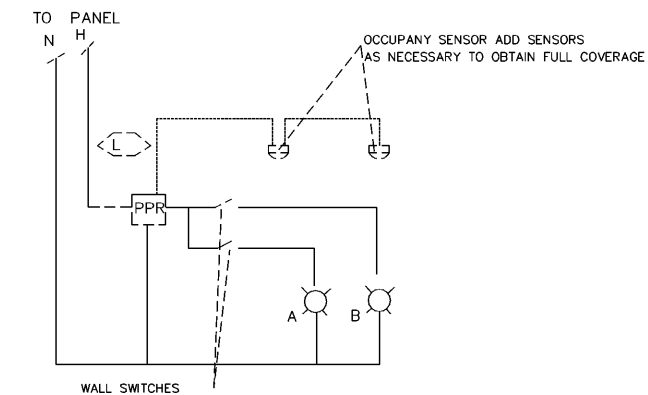 TO PANEL
N H
OCCUPANY SENSOR ADD SENSORS
AS NECESSARY TO OBTAIN FULL COVERAGE
L
PPR
A B
WALL SWITCHES